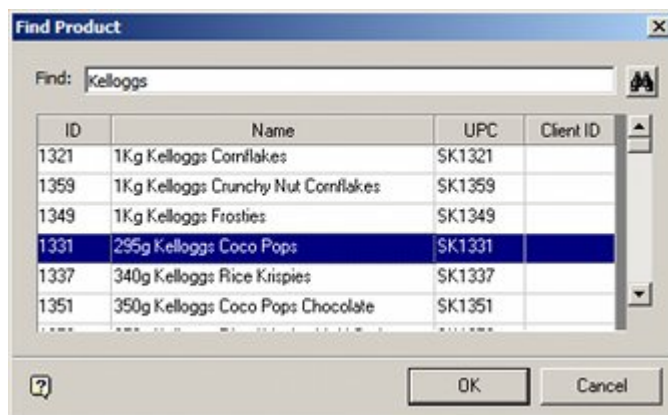 Find Product
Find: Kelloggs
ID Name UPC Client ID
1321 1Kg Kelloggs Cornflakes SK1321
1359 1Kg Kelloggs Crunchy Nut Cornflakes SK1359
1349 1Kg Kelloggs Frosties SK1349
1331 295g Kelloggs Coco Pops SK1331
1337 340g Kelloggs Rice Krispies SK1337
1351 350g Kelloggs Coco Pops Chocolate SK1351
OK Cancel